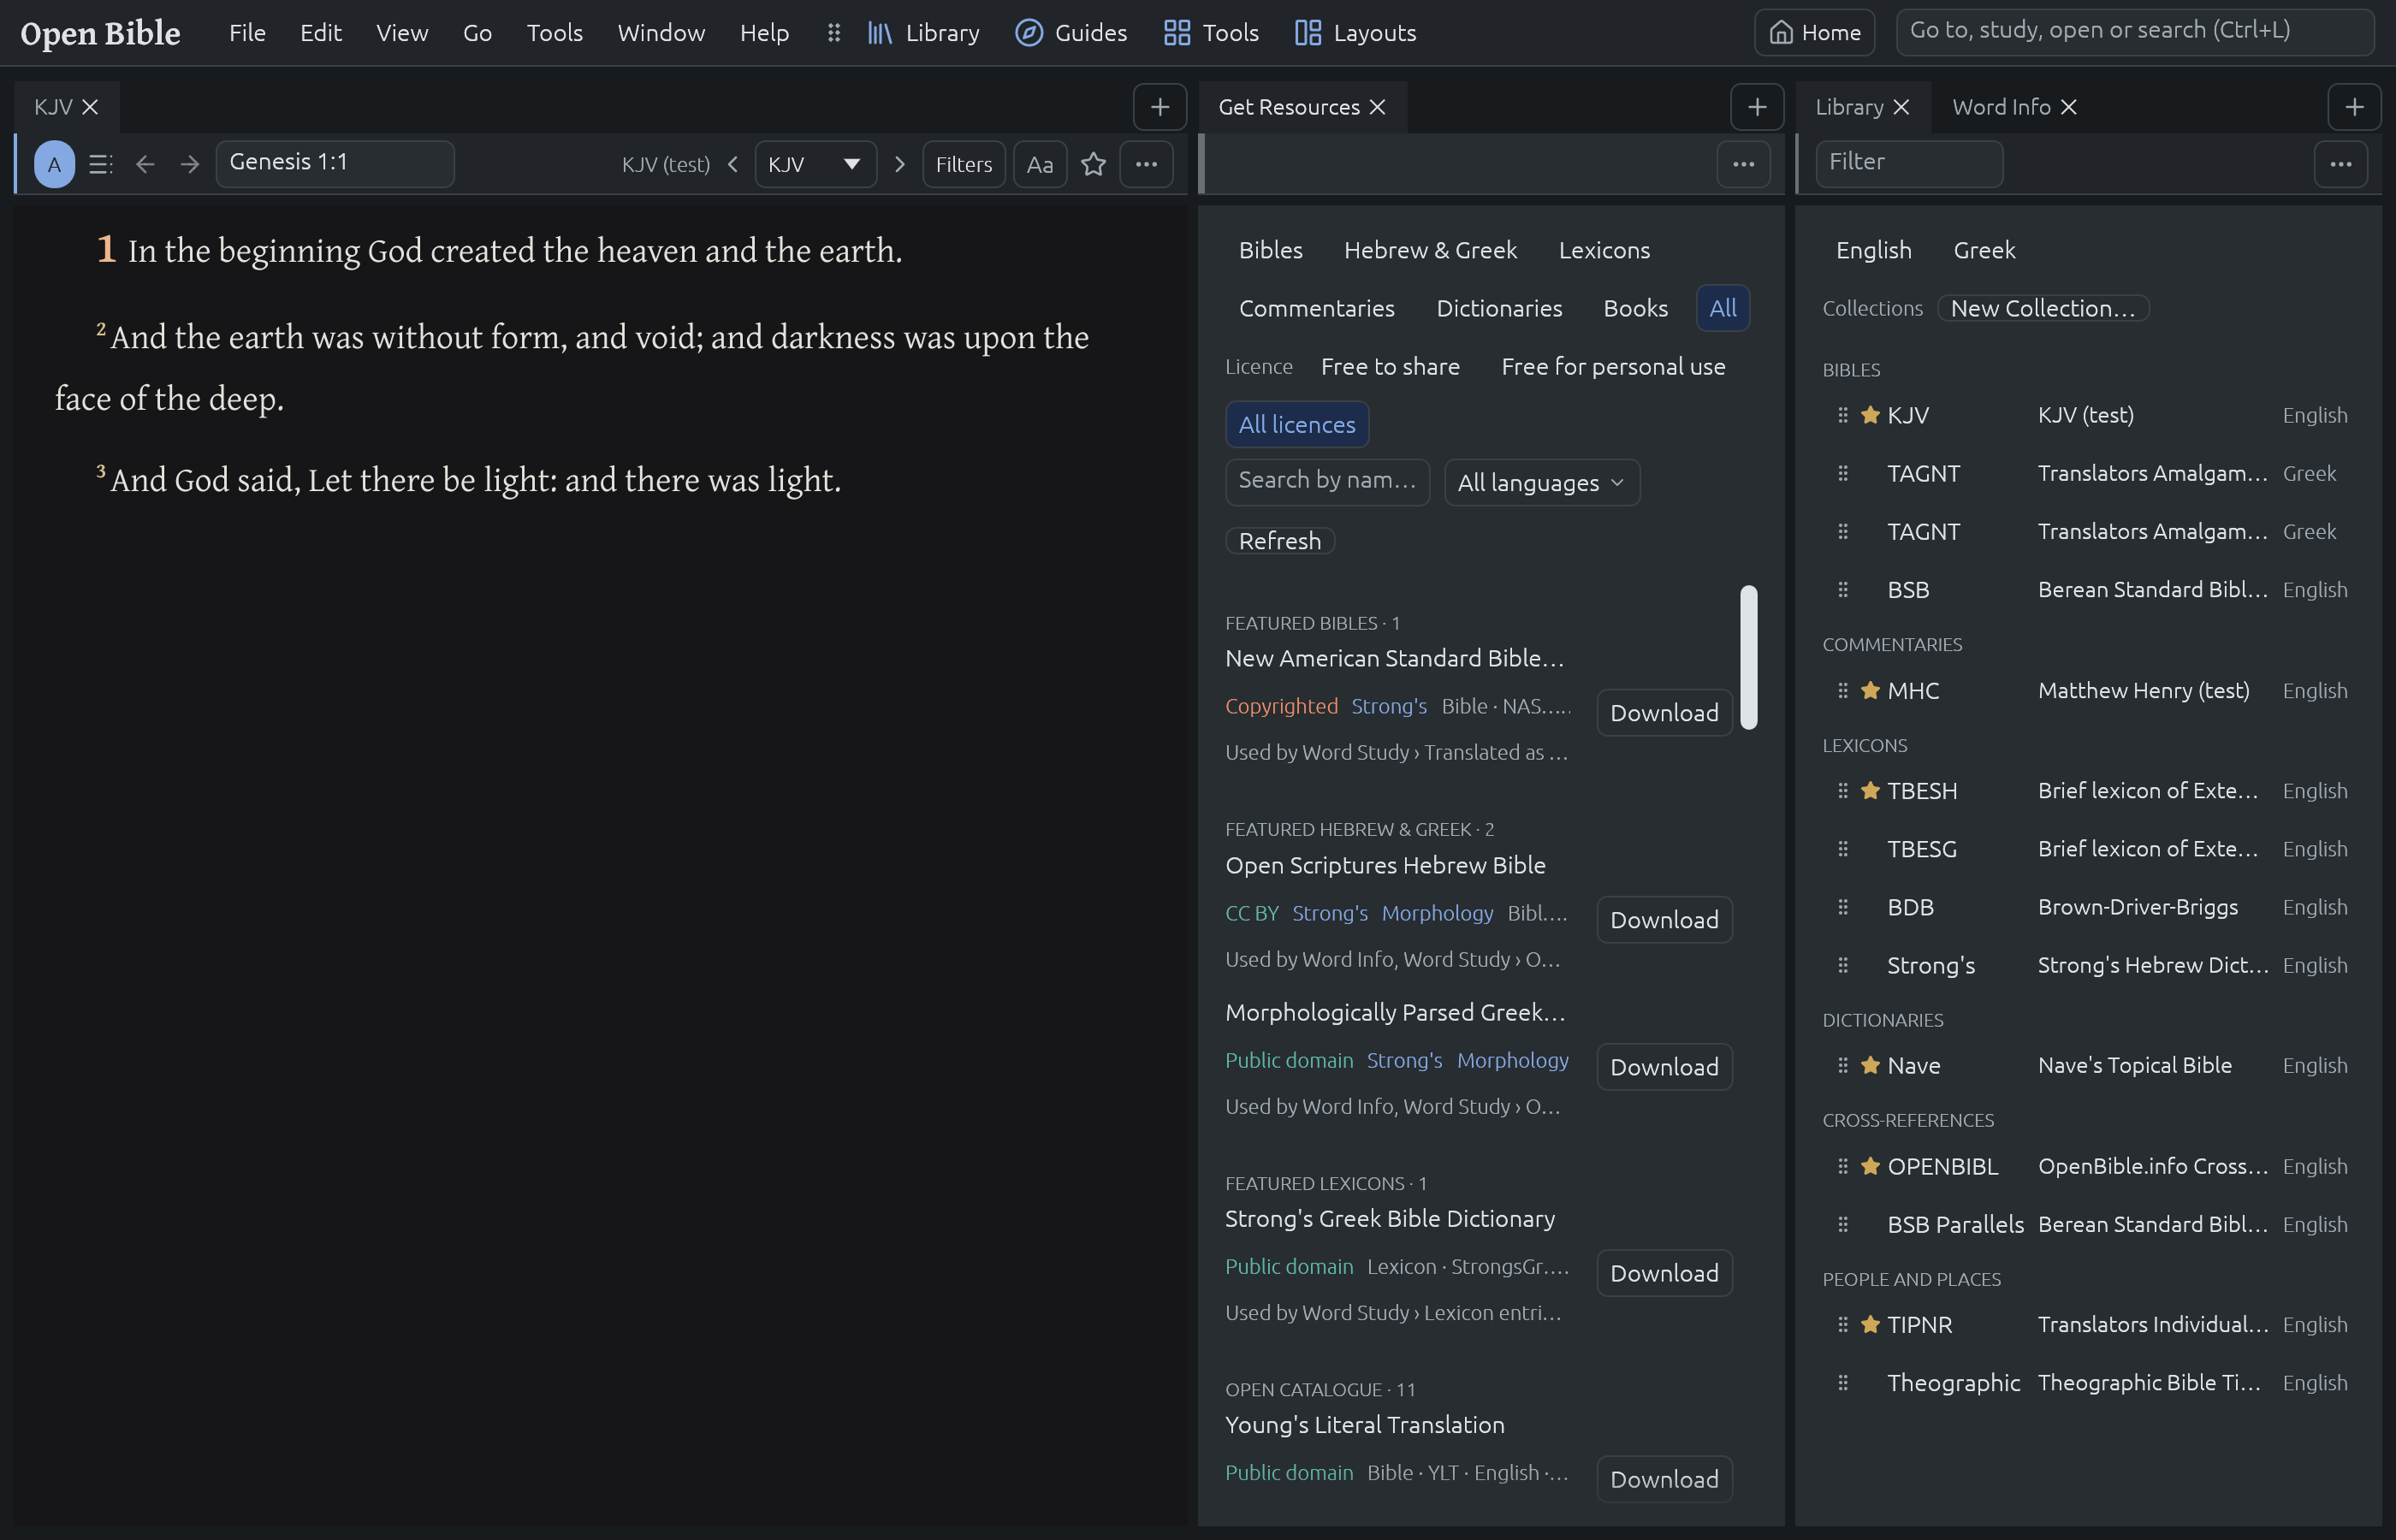 Open Bible File Edit View Go Tools Window Help Library Guides Tools Layouts Home Go to, study, open or search (Ctrl+L)
KJV
A Genesis 1:1 KJV (test) KJV Filters Aa
1 In the beginning God created the heaven and the earth.
2 And the earth was without form, and void; and darkness was upon the
face of the deep.
3 And God said, Let there be light: and there was light.
Get Resources
Bibles Hebrew & Greek Lexicons
Commentaries Dictionaries Books All
Licence Free to share Free for personal use
All licences
Search by nam… All languages
Refresh
FEATURED BIBLES · 1
New American Standard Bible…
Copyrighted Strong's Bible · NAS…..
Download
Used by Word Study › Translated as …
FEATURED HEBREW & GREEK · 2
Open Scriptures Hebrew Bible
CC BY Strong's Morphology Bibl….
Download
Used by Word Info, Word Study › O…
Morphologically Parsed Greek…
Public domain Strong's Morphology
Download
Used by Word Info, Word Study › O…
FEATURED LEXICONS · 1
Strong's Greek Bible Dictionary
Public domain Lexicon · StrongsGr….
Download
Used by Word Study › Lexicon entri…
OPEN CATALOGUE · 11
Young's Literal Translation
Public domain Bible · YLT · English ·…
Download
Library Word Info
Filter
English Greek
Collections New Collection…
BIBLES
KJV KJV (test) English
TAGNT Translators Amalgam… Greek
TAGNT Translators Amalgam… Greek
BSB Berean Standard Bibl… English
COMMENTARIES
MHC Matthew Henry (test) English
LEXICONS
TBESH Brief lexicon of Exte… English
TBESG Brief lexicon of Exte… English
BDB Brown-Driver-Briggs English
Strong's Strong's Hebrew Dict… English
DICTIONARIES
Nave Nave's Topical Bible English
CROSS-REFERENCES
OPENBIBL OpenBible.info Cross… English
BSB Parallels Berean Standard Bibl… English
PEOPLE AND PLACES
TIPNR Translators Individual… English
Theographic Theographic Bible Ti… English